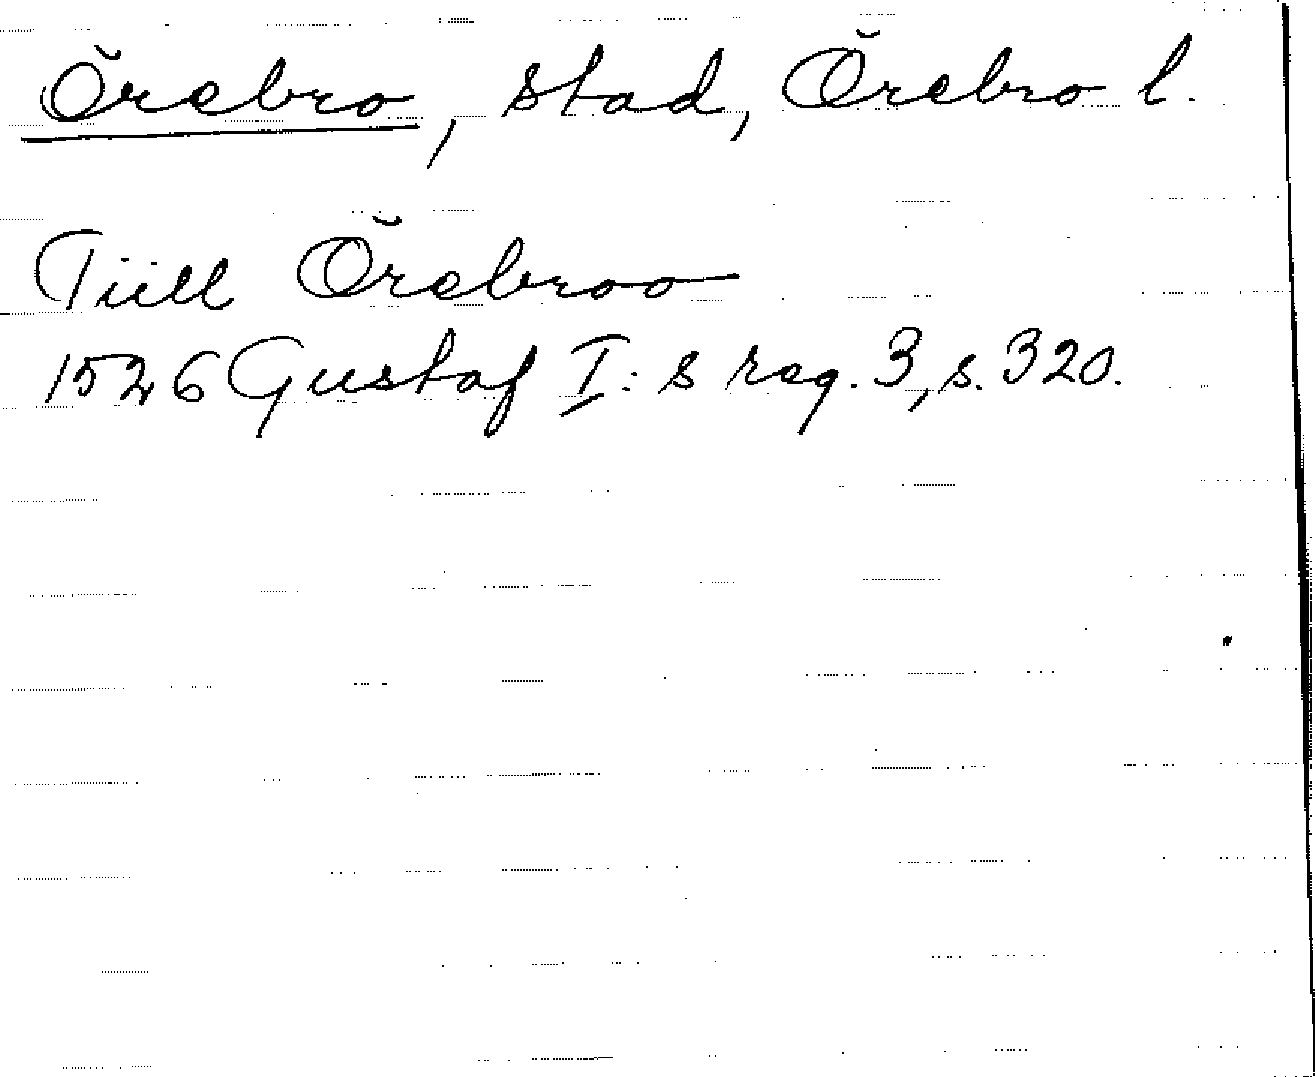 Örebro, stad, Örebro l.
Tiill Örebroo
1526 Gustaf I:s reg. 3, s. 320.